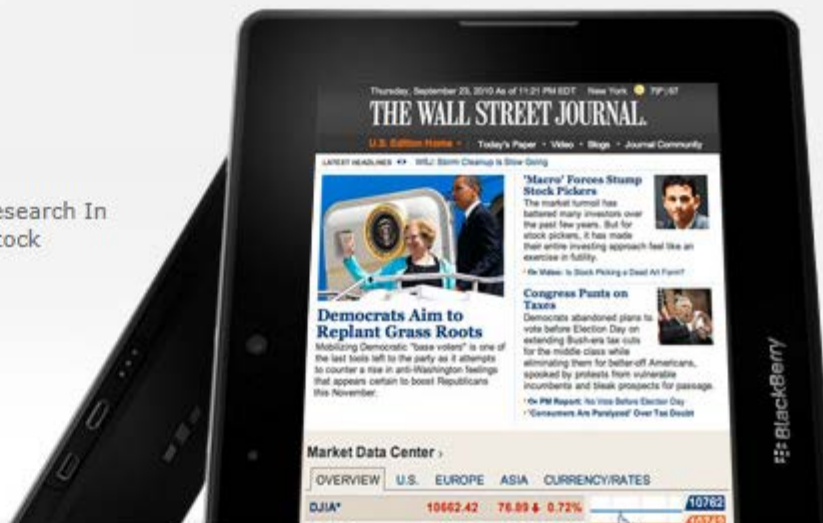 esearch In
tock
Thursday, September 23, 2010 As of 11:21 PM EDT New York 79° | 67
THE WALL STREET JOURNAL.
U.S. Edition Home Today's Paper • Video • Blogs • Journal Community
LATEST HEADLINES WSJ: Storm Cleanup is Slow Going
Democrats Aim to
Replant Grass Roots
Mobilizing Democratic "base voters" is one of
the last tools left to the party as it attempts
to counter a rise in anti-Washington feelings
that appears certain to boost Republicans
this November.
'Macro' Forces Stump
Stock Pickers
The market turmoil has
battered many investors over
the past few years. But for
stock pickers, it has made
their entire investing approach feel like an
exercise in futility.
• On Video: Is Stock Picking a Dead Art Form?
Congress Punts on
Taxes
Democrats abandoned plans to
vote before Election Day on
extending Bush-era tax cuts
for the middle class while
eliminating them for better-off Americans,
spooked by protests from vulnerable
incumbents and bleak prospects for passage.
• On PM Report: No Vote Before Election Day
• 'Consumers Are Paralyzed' Over Tax Doubt
Market Data Center ›
OVERVIEW U.S. EUROPE ASIA CURRENCY/RATES
DJIA* 10662.42 76.89 0.72%
10762
BlackBerry